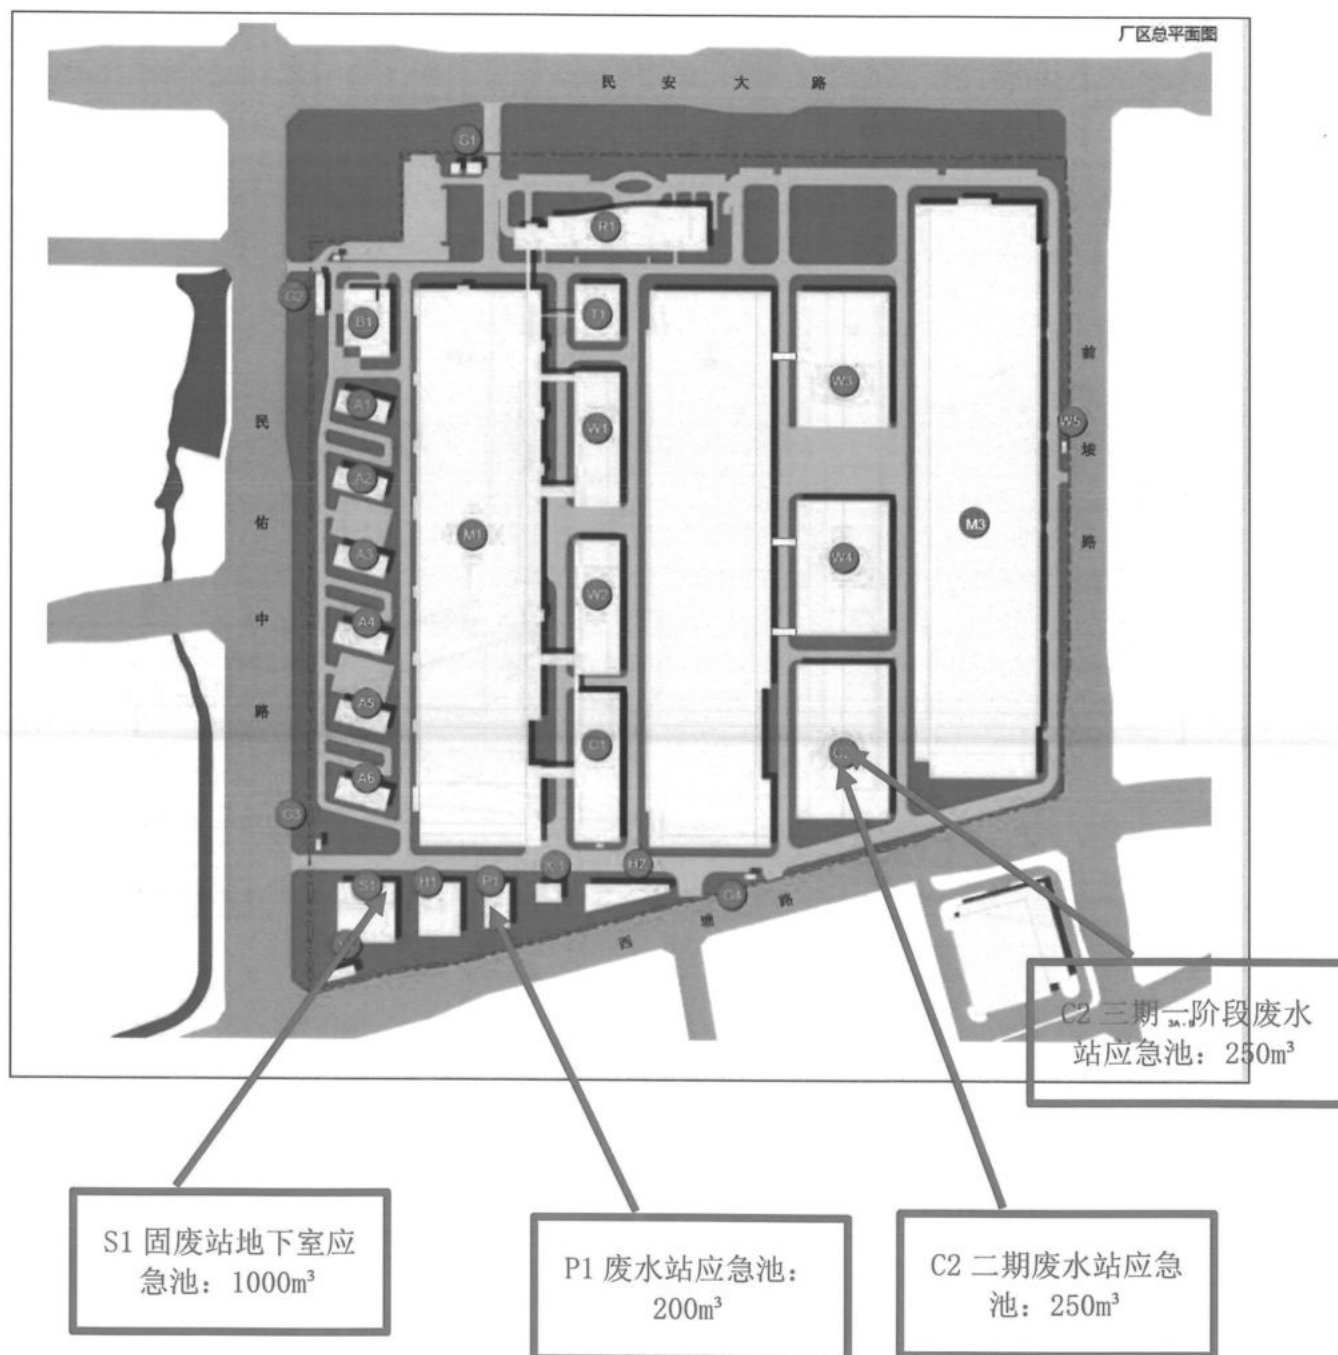 厂区总平面图
民安大路
G1
R1
G2
B1
T1
前坡路
民佑中路
A1
W3
W1
W5
A2
M1
M3
A3
W4
W2
A4
A5
C1
C2
A6
G3
S1
H1
P1
X1
H2
G4
西塘路
C2 三期一阶段废水
站应急池：250m³
S1 固废站地下室应
急池：1000m³
P1 废水站应急池：
200m³
C2 二期废水站应急
池：250m³